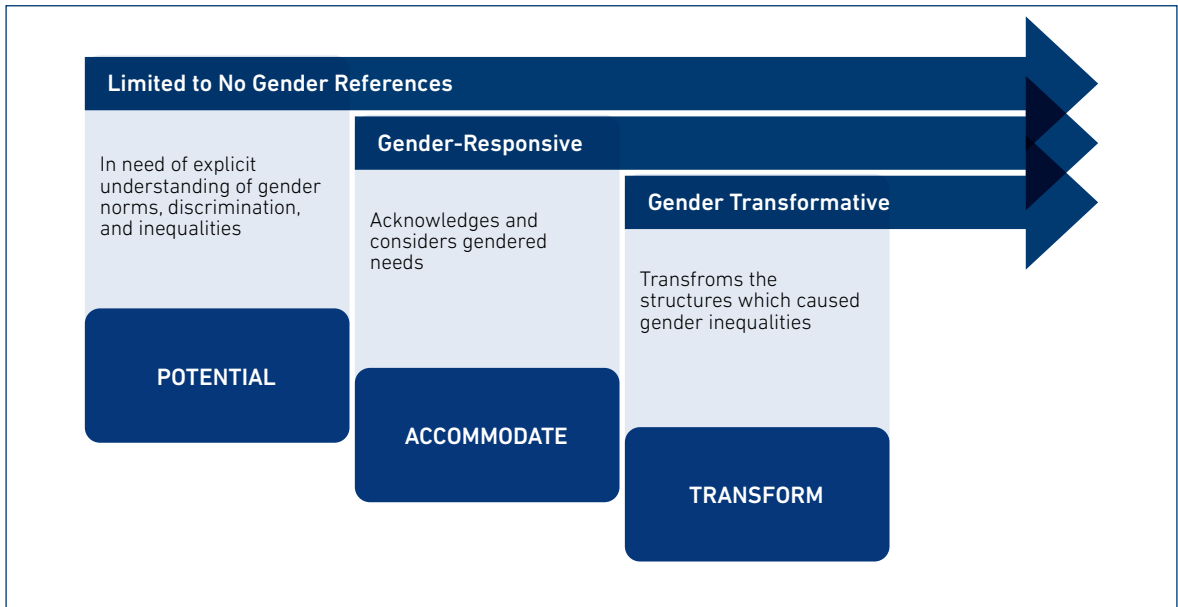 Limited to No Gender References
In need of explicit
understanding of gender
norms, discrimination,
and inequalities
POTENTIAL
Gender-Responsive
Acknowledges and
considers gendered
needs
ACCOMMODATE
Gender Transformative
Transfroms the
structures which caused
gender inequalities
TRANSFORM